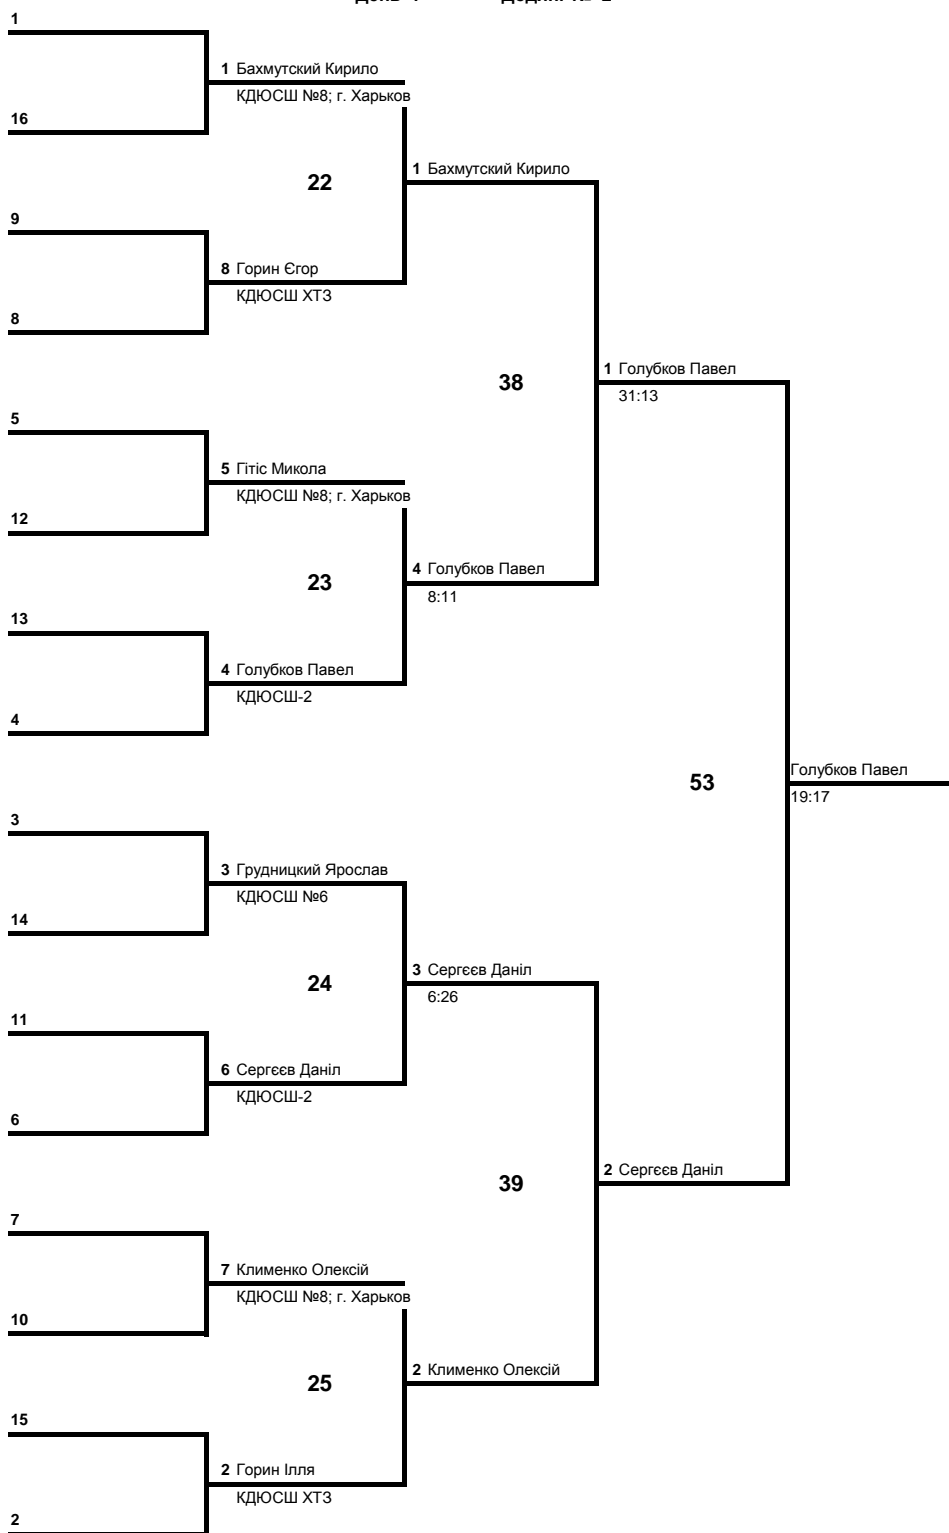 1
1 Бахмутский Кирило
КДЮСШ №8; г. Харьков
16
1 Бахмутский Кирило
22
9
8 Горин Єгор
КДЮСШ ХТЗ
8
1 Голубков Павел
38
31:13
5
5 Гітіс Микола
КДЮСШ №8; г. Харьков
12
4 Голубков Павел
23
8:11
13
4 Голубков Павел
КДЮСШ-2
4
Голубков Павел
53
19:17
3
3 Грудницкий Ярослав
КДЮСШ №6
14
3 Сергєєв Даніл
24
6:26
11
6 Сергєєв Даніл
КДЮСШ-2
6
2 Сергєєв Даніл
39
7
7 Клименко Олексій
КДЮСШ №8; г. Харьков
10
2 Клименко Олексій
25
15
2 Горин Ілля
КДЮСШ ХТЗ
2